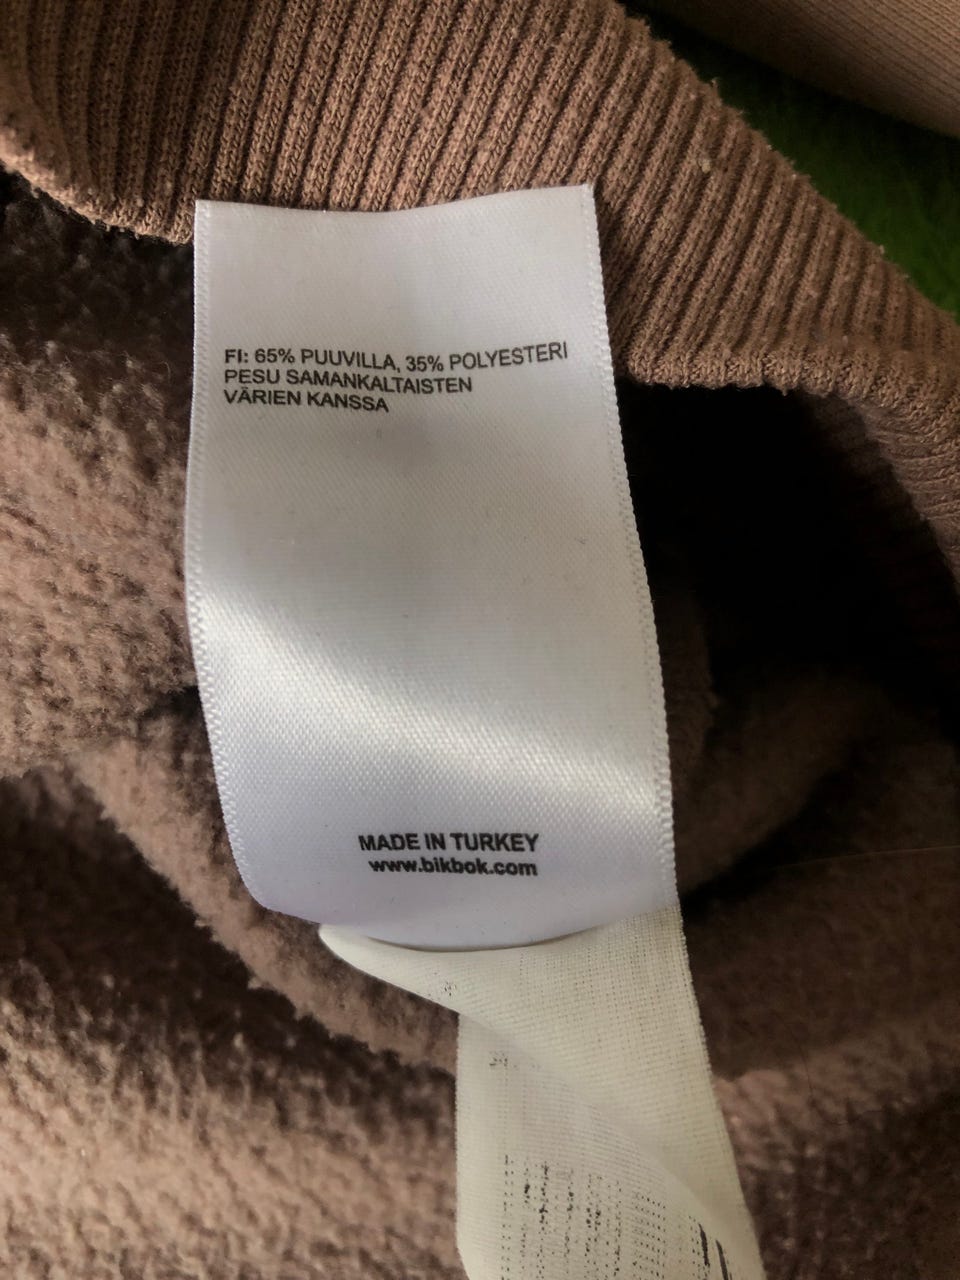 FI: 65% PUUVILLA, 35% POLYESTERI
PESU SAMANKALTAISTEN
VÄRIEN KANSSA
MADE IN TURKEY
www.bikbok.com